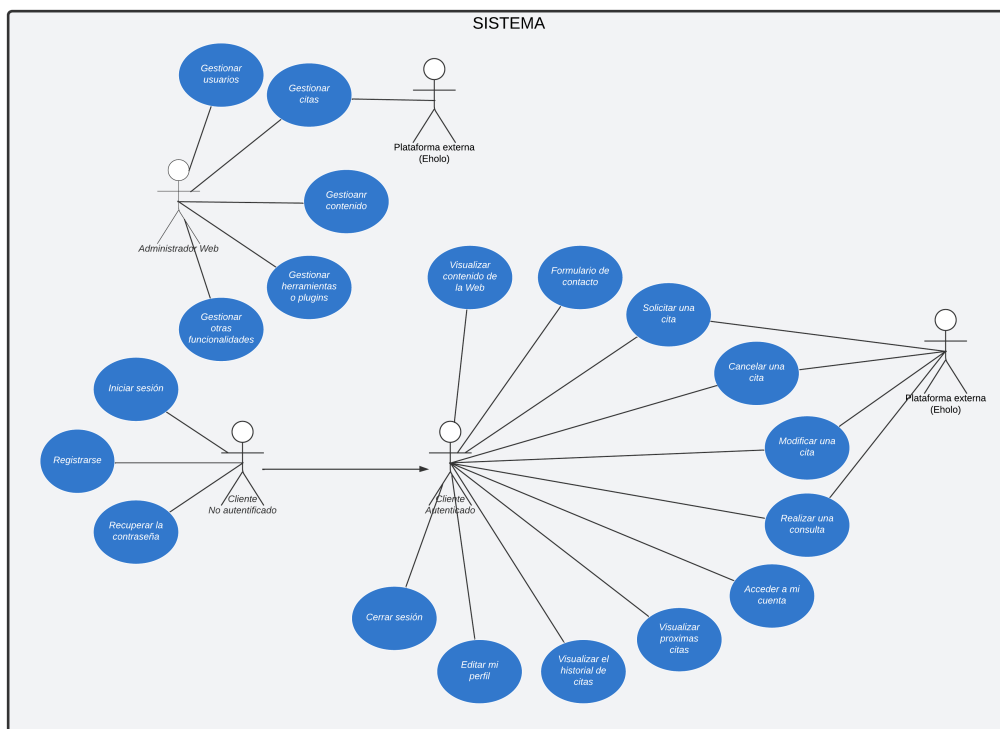 SISTEMA
Gestionar
usuarios
Gestionar
citas
Plataforma externa
(Eholo)
Administrador Web
Gestioanr
contenido
Gestionar
herramientas
o plugins
Gestionar
otras
funcionalidades
Visualizar
contenido de
la Web
Formulario de
contacto
Solicitar una
cita
Cancelar una
cita
Plataforma externa
(Eholo)
Iniciar sesión
Registrarse
Recuperar la
contraseña
Cliente
No autentificado
Cliente
Autenticado
Modificar una
cita
Realizar una
consulta
Acceder a mi
cuenta
Visualizar
proximas
citas
Visualizar el
historial de
citas
Editar mi
perfil
Cerrar sesión